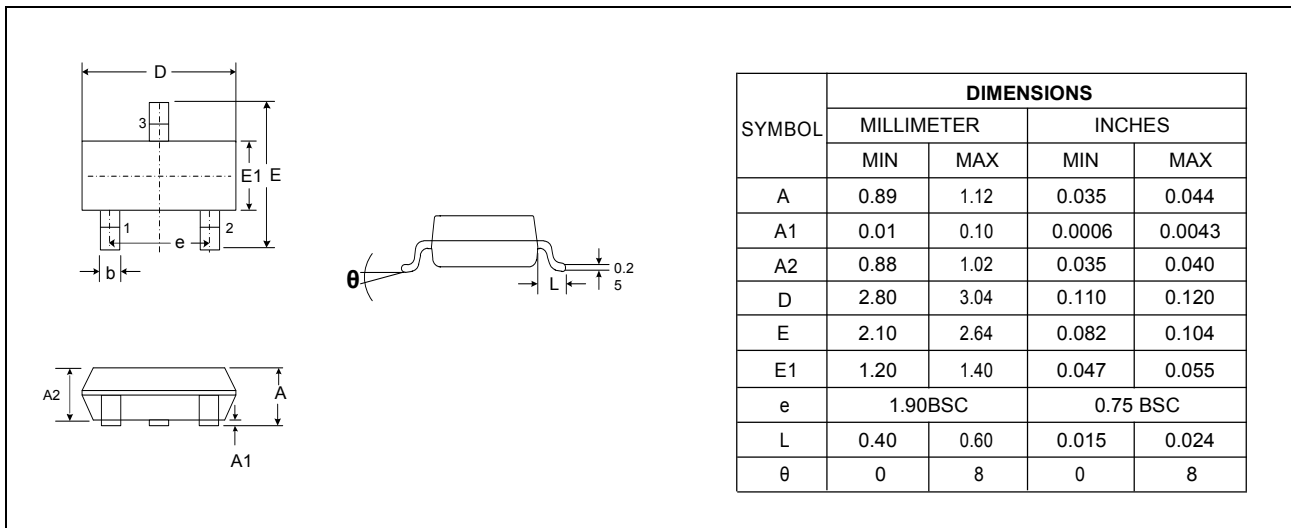 D
3
E1 E
1
2
e
b
θ
L
0.2
5
A2
A
A1
DIMENSIONS
SYMBOL MILLIMETER INCHES
MIN MAX MIN MAX
A 0.89 1.12 0.035 0.044
A1 0.01 0.10 0.0006 0.0043
A2 0.88 1.02 0.035 0.040
D 2.80 3.04 0.110 0.120
E 2.10 2.64 0.082 0.104
E1 1.20 1.40 0.047 0.055
e 1.90BSC 0.75 BSC
L 0.40 0.60 0.015 0.024
θ 0 8 0 8